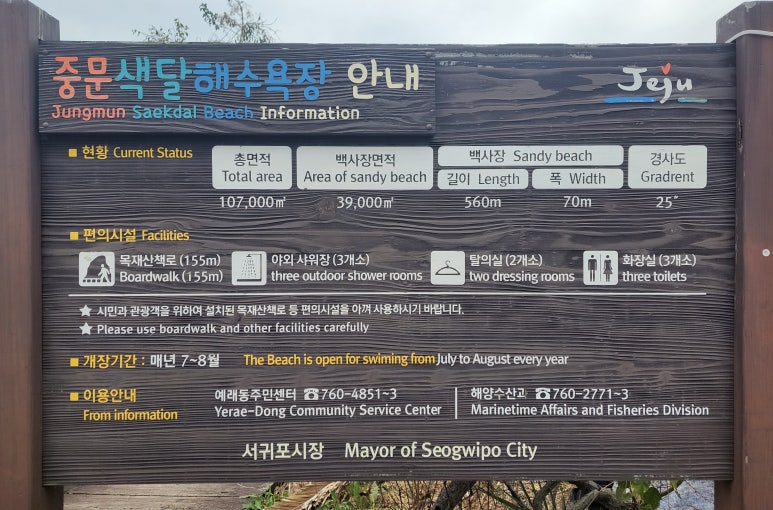 중문색달해수욕장 안내
Jungmun Saekdal Beach Information
Jeju
■ 현황 Current Status
총면적
Total area
107,000㎡
백사장면적
Area of sandy beach
39,000㎡
백사장 Sandy beach
길이 Length
560m
폭 Width
70m
경사도
Gradrent
25˚
■ 편의시설 Facilities
목재산책로 (155m)
Boardwalk (155m)
야외 샤워장 (3개소)
three outdoor shower rooms
탈의실 (2개소)
two dressing rooms
화장실 (3개소)
three toilets
★ 시민과 관광객을 위하여 설치된 목재산책로 등 편의시설을 아껴 사용하시기 바랍니다.
★ Please use boardwalk and other facilities carefully
■ 개장기간 : 매년 7~8월 The Beach is open for swiming from July to August every year
■ 이용안내
From information
예래동주민센터 ☎760-4851~3
Yerae-Dong Community Service Center
해양수산과 ☎760-2771~3
Marinetime Affairs and Fisheries Division
서귀포시장 Mayor of Seogwipo City